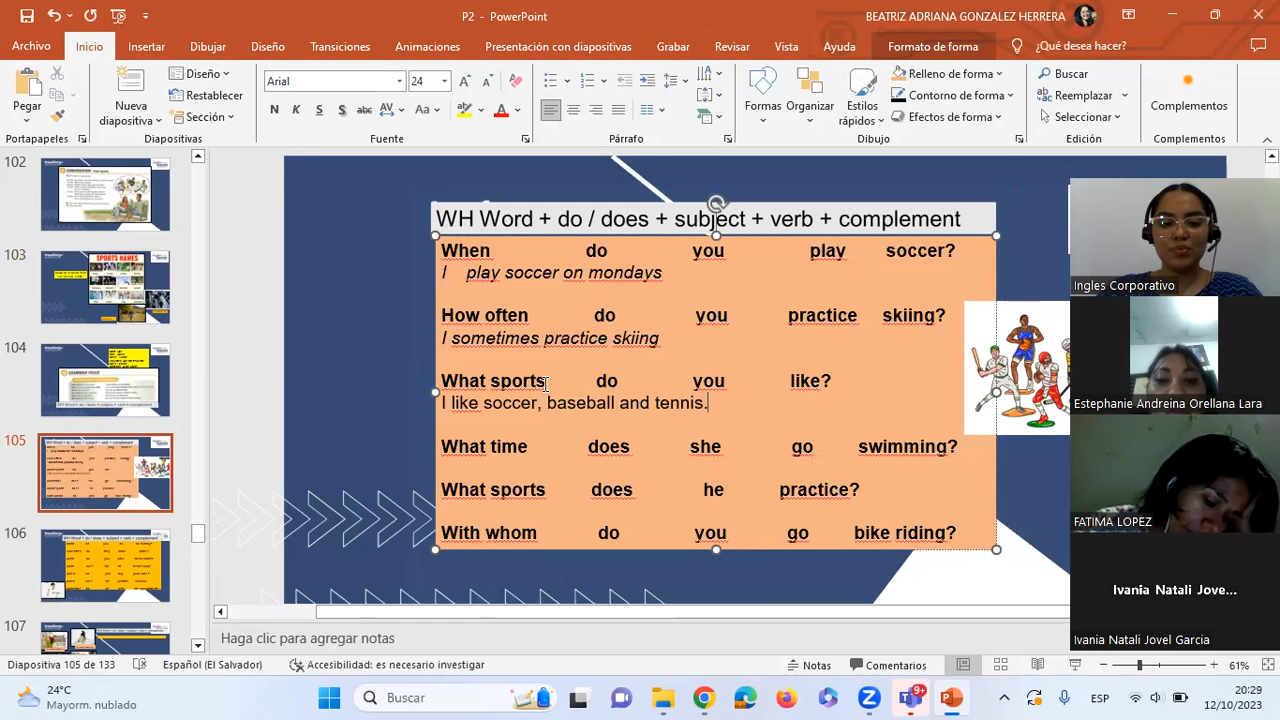 P2 - PowerPoint
BEATRIZ ADRIANA GONZALEZ HERRERA
Archivo Inicio Insertar Dibujar Diseño Transiciones Animaciones Presentación con diapositivas Grabar Revisar Vista Ayuda Formato de forma ¿Qué desea hacer?
Pegar
Portapapeles
Nueva diapositiva
Diseño
Restablecer
Sección
Diapositivas
Arial 24
N K S S abc AV Aa A
Fuente
Párrafo
Formas Organizar Estilos rápidos
Relleno de forma
Contorno de forma
Efectos de forma
Dibujo
Buscar
Reemplazar
Seleccionar
Edición
Complementos
Complementos
102
103
SPORTS NAMES
104
105
106
107
WH Word + do / does + subject + verb + complement
When do you play soccer?
I play soccer on mondays
How often do you practice skiing?
I sometimes practice skiing
What sports do you like?
I like soccer, baseball and tennis.
What time does she go swimming?
What sports does he practice?
With whom do you go bike riding?
Ingles Corporativo
Estephanie Andreina Orellana Lara
FATIMA LOPEZ
Ivania Natali Jove...
Ivania Natali Jovel Garcia
Haga clic para agregar notas
Diapositiva 105 de 133 Español (El Salvador) Accesibilidad: es necesario investigar Notas Comentarios 61%
24°C
Mayorm. nublado
Buscar
9+
ESP
20:29
12/10/2023